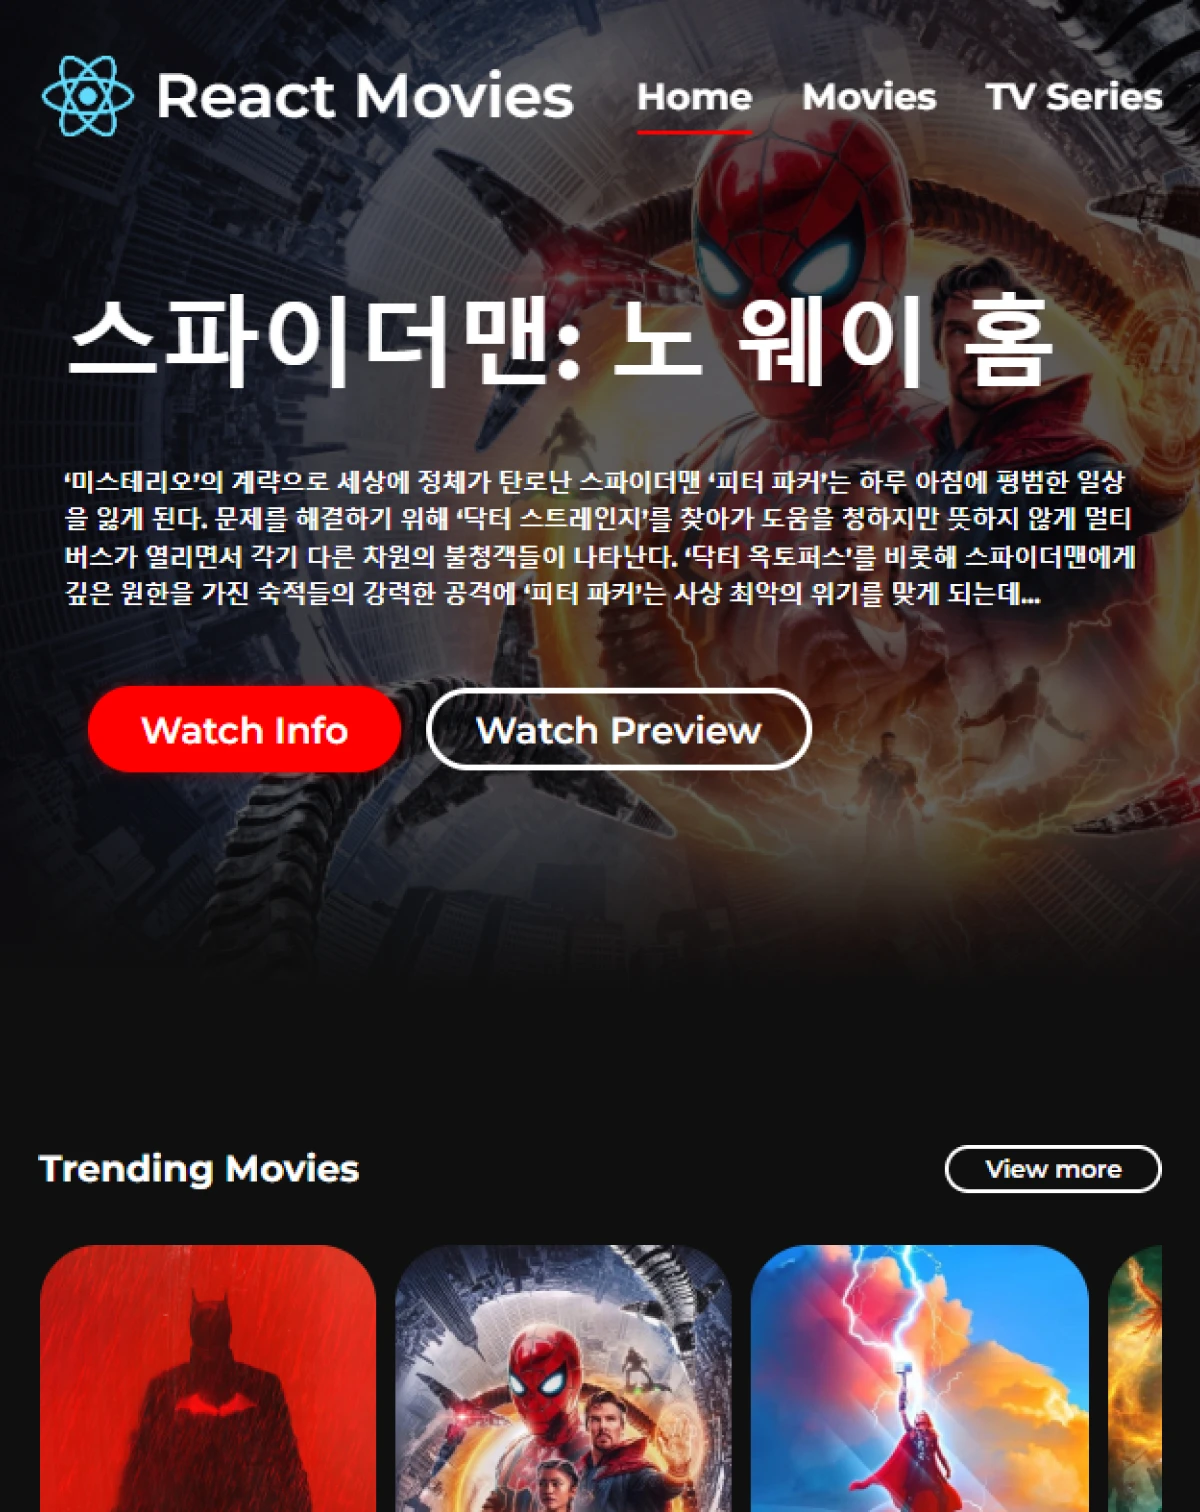 React Movies Home Movies TV Series
스파이더맨: 노 웨이 홈
‘미스테리오’의 계략으로 세상에 정체가 탄로난 스파이더맨 ‘피터 파커’는 하루 아침에 평범한 일상
을 잃게 된다. 문제를 해결하기 위해 ‘닥터 스트레인지’를 찾아가 도움을 청하지만 뜻하지 않게 멀티
버스가 열리면서 각기 다른 차원의 불청객들이 나타난다. ‘닥터 옥토퍼스’를 비롯해 스파이더맨에게
깊은 원한을 가진 숙적들의 강력한 공격에 ‘피터 파커’는 사상 최악의 위기를 맞게 되는데…
Watch Info Watch Preview
Trending Movies View more